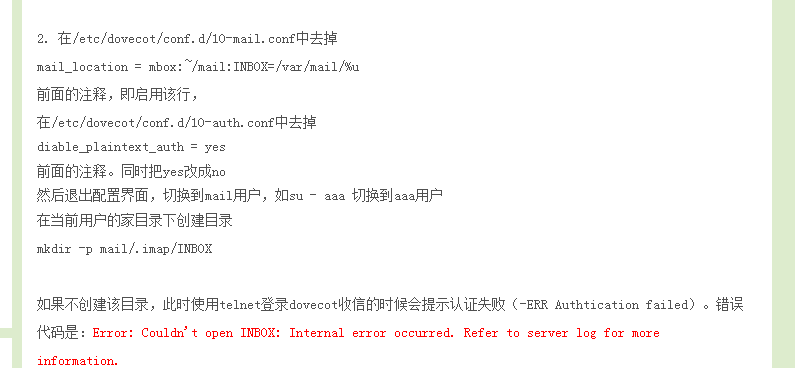 2. 在/etc/dovecot/conf.d/10-mail.conf中去掉
mail_location = mbox:~/mail:INBOX=/var/mail/%u
前面的注释，即启用该行，
在/etc/dovecot/conf.d/10-auth.conf中去掉
diable_plaintext_auth = yes
前面的注释。同时把yes改成no
然后退出配置界面，切换到mail用户，如su - aaa 切换到aaa用户
在当前用户的家目录下创建目录
mkdir -p mail/.imap/INBOX
如果不创建该目录，此时使用telnet登录dovecot收信的时候会提示认证失败（-ERR Authtication failed）。错误
代码是：Error: Couldn't open INBOX: Internal error occurred. Refer to server log for more
information.